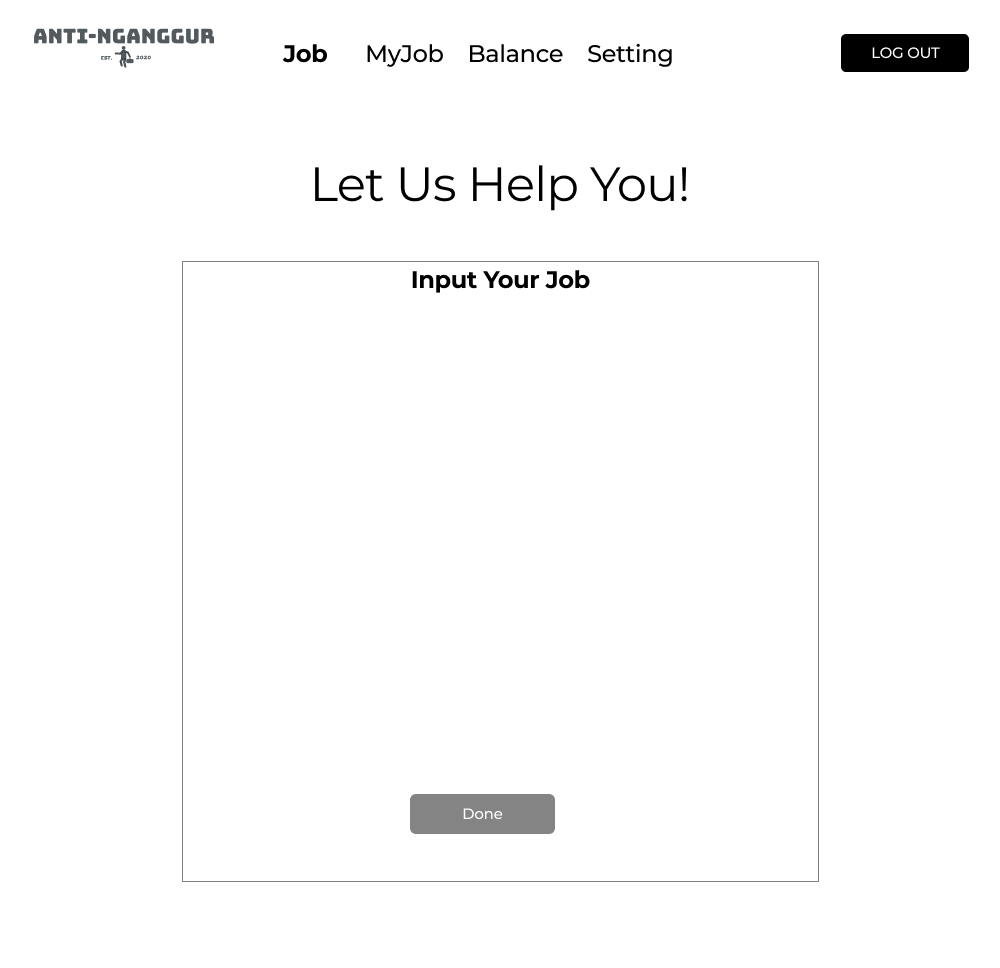 ANTI-NGANGGUR
EST. 2020
Job MyJob Balance Setting
LOG OUT
Let Us Help You!
Input Your Job
Done